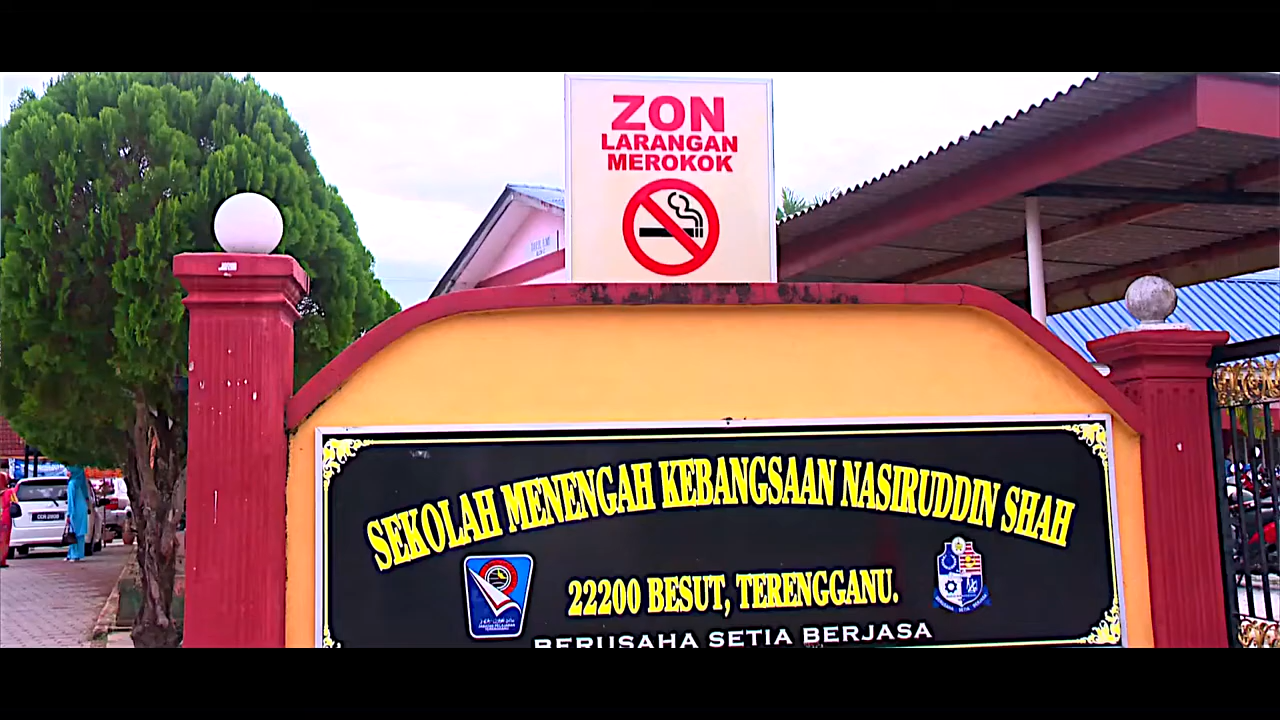 ZON
LARANGAN
MEROKOK
SEKOLAH MENENGAH KEBANGSAAN NASIRUDDIN SHAH
22200 BESUT, TERENGGANU.
BERUSAHA SETIA BERJASA